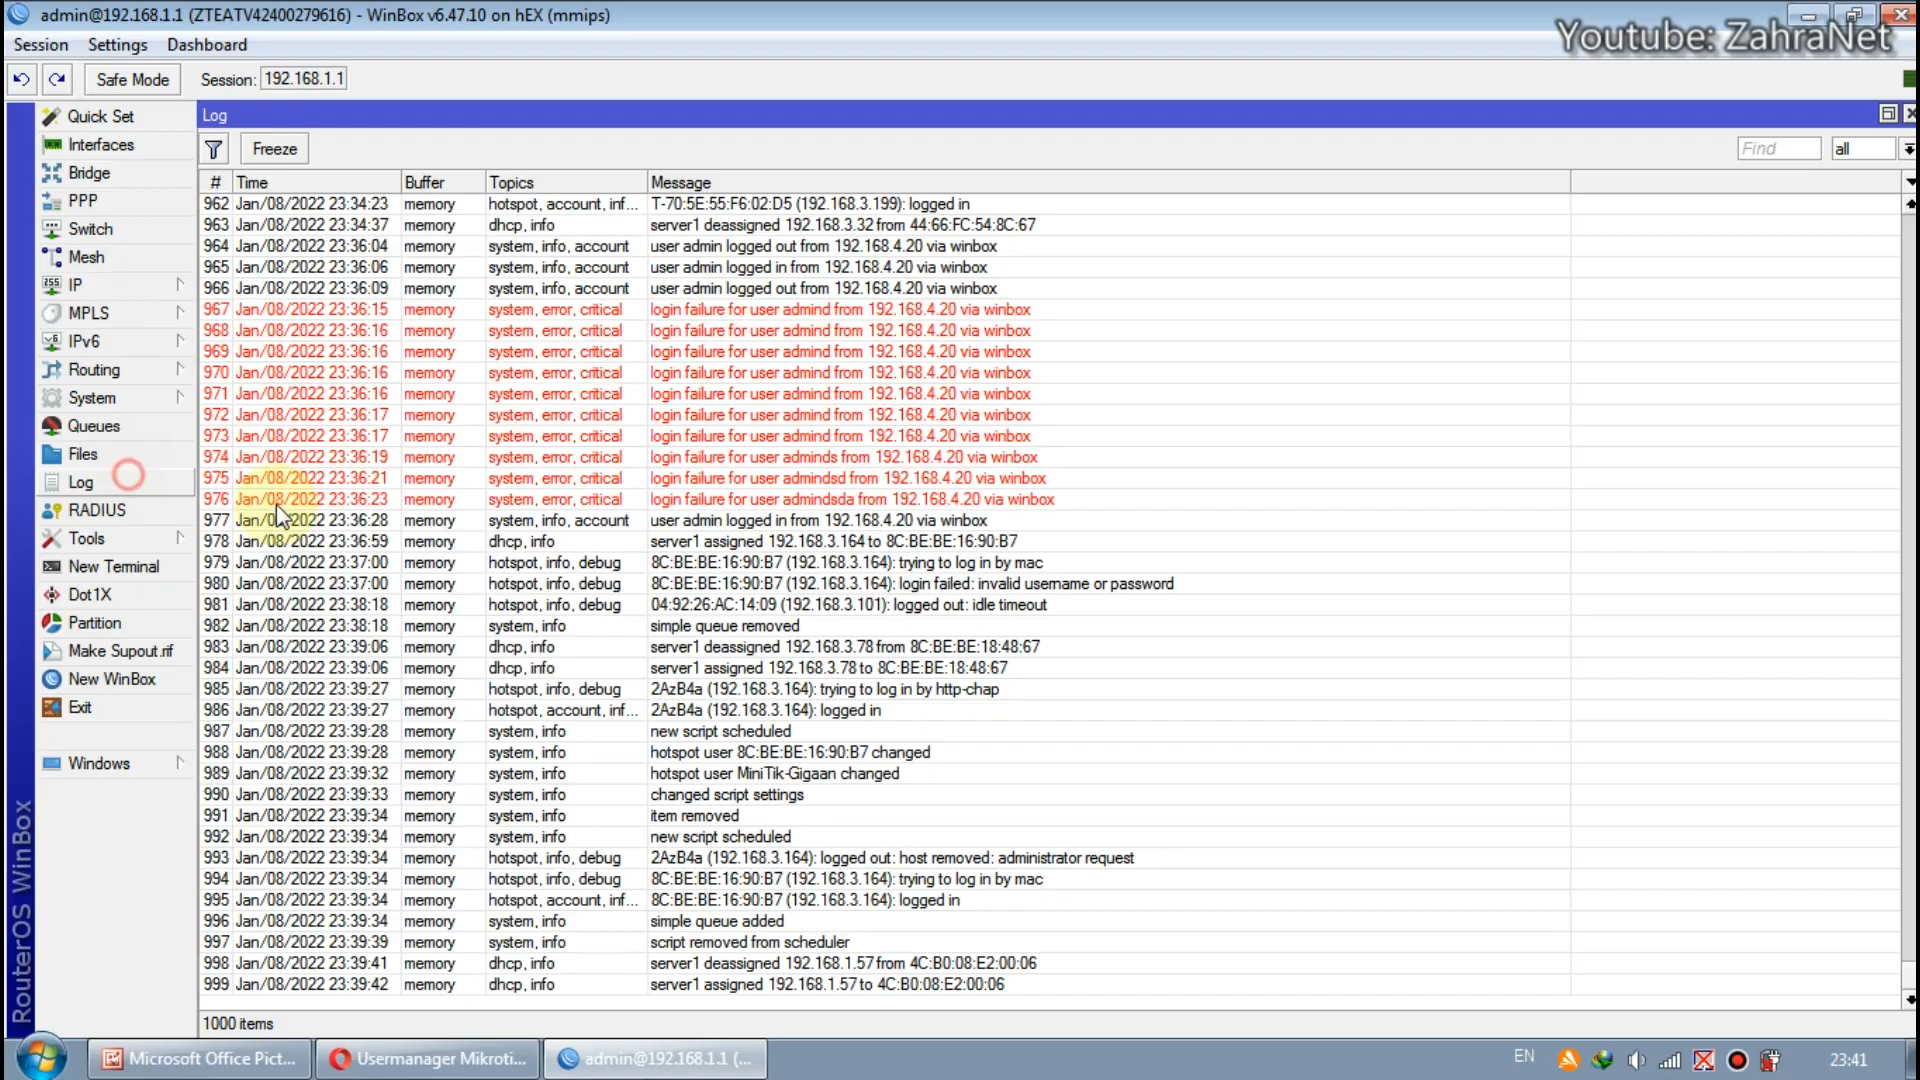 admin@192.168.1.1 (ZTEATV42400279616) - WinBox v6.47.10 on hEX (mmips)
Youtube: ZahraNet
Session Settings Dashboard
Safe Mode Session: 192.168.1.1
Quick Set
Interfaces
Bridge
PPP
Switch
Mesh
IP
MPLS
IPv6
Routing
System
Queues
Files
Log
RADIUS
Tools
New Terminal
Dot1X
Partition
Make Supout.rif
New WinBox
Exit
Windows
RouterOS WinBox
Log
Freeze Find all
# Time Buffer Topics Message
962 Jan/08/2022 23:34:23 memory hotspot, account, inf... T-70:5E:55:F6:02:D5 (192.168.3.199): logged in
963 Jan/08/2022 23:34:37 memory dhcp, info server1 deassigned 192.168.3.32 from 44:66:FC:54:8C:67
964 Jan/08/2022 23:36:04 memory system, info, account user admin logged out from 192.168.4.20 via winbox
965 Jan/08/2022 23:36:06 memory system, info, account user admin logged in from 192.168.4.20 via winbox
966 Jan/08/2022 23:36:09 memory system, info, account user admin logged out from 192.168.4.20 via winbox
967 Jan/08/2022 23:36:15 memory system, error, critical login failure for user admind from 192.168.4.20 via winbox
968 Jan/08/2022 23:36:16 memory system, error, critical login failure for user admind from 192.168.4.20 via winbox
969 Jan/08/2022 23:36:16 memory system, error, critical login failure for user admind from 192.168.4.20 via winbox
970 Jan/08/2022 23:36:16 memory system, error, critical login failure for user admind from 192.168.4.20 via winbox
971 Jan/08/2022 23:36:16 memory system, error, critical login failure for user admind from 192.168.4.20 via winbox
972 Jan/08/2022 23:36:17 memory system, error, critical login failure for user admind from 192.168.4.20 via winbox
973 Jan/08/2022 23:36:17 memory system, error, critical login failure for user admind from 192.168.4.20 via winbox
974 Jan/08/2022 23:36:19 memory system, error, critical login failure for user adminds from 192.168.4.20 via winbox
975 Jan/08/2022 23:36:21 memory system, error, critical login failure for user admindsd from 192.168.4.20 via winbox
976 Jan/08/2022 23:36:23 memory system, error, critical login failure for user admindsda from 192.168.4.20 via winbox
977 Jan/08/2022 23:36:28 memory system, info, account user admin logged in from 192.168.4.20 via winbox
978 Jan/08/2022 23:36:59 memory dhcp, info server1 assigned 192.168.3.164 to 8C:BE:BE:16:90:B7
979 Jan/08/2022 23:37:00 memory hotspot, info, debug 8C:BE:BE:16:90:B7 (192.168.3.164): trying to log in by mac
980 Jan/08/2022 23:37:00 memory hotspot, info, debug 8C:BE:BE:16:90:B7 (192.168.3.164): login failed: invalid username or password
981 Jan/08/2022 23:38:18 memory hotspot, info, debug 04:92:26:AC:14:09 (192.168.3.101): logged out: idle timeout
982 Jan/08/2022 23:38:18 memory system, info simple queue removed
983 Jan/08/2022 23:39:06 memory dhcp, info server1 deassigned 192.168.3.78 from 8C:BE:BE:18:48:67
984 Jan/08/2022 23:39:06 memory dhcp, info server1 assigned 192.168.3.78 to 8C:BE:BE:18:48:67
985 Jan/08/2022 23:39:27 memory hotspot, info, debug 2AzB4a (192.168.3.164): trying to log in by http-chap
986 Jan/08/2022 23:39:27 memory hotspot, account, inf... 2AzB4a (192.168.3.164): logged in
987 Jan/08/2022 23:39:28 memory system, info new script scheduled
988 Jan/08/2022 23:39:28 memory system, info hotspot user 8C:BE:BE:16:90:B7 changed
989 Jan/08/2022 23:39:32 memory system, info hotspot user MiniTik-Gigaan changed
990 Jan/08/2022 23:39:33 memory system, info changed script settings
991 Jan/08/2022 23:39:34 memory system, info item removed
992 Jan/08/2022 23:39:34 memory system, info new script scheduled
993 Jan/08/2022 23:39:34 memory hotspot, info, debug 2AzB4a (192.168.3.164): logged out: host removed: administrator request
994 Jan/08/2022 23:39:34 memory hotspot, info, debug 8C:BE:BE:16:90:B7 (192.168.3.164): trying to log in by mac
995 Jan/08/2022 23:39:34 memory hotspot, account, inf... 8C:BE:BE:16:90:B7 (192.168.3.164): logged in
996 Jan/08/2022 23:39:34 memory system, info simple queue added
997 Jan/08/2022 23:39:39 memory system, info script removed from scheduler
998 Jan/08/2022 23:39:41 memory dhcp, info server1 deassigned 192.168.1.57 from 4C:B0:08:E2:00:06
999 Jan/08/2022 23:39:42 memory dhcp, info server1 assigned 192.168.1.57 to 4C:B0:08:E2:00:06
1000 items
Microsoft Office Pict... Usermanager Mikroti... admin@192.168.1.1 (... EN 23:41